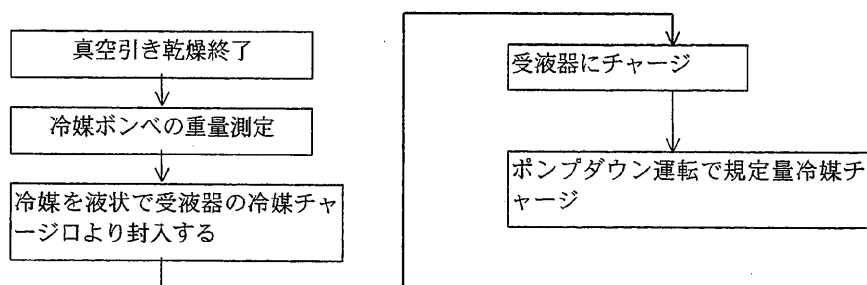 真空引き乾燥終了
冷媒ボンベの重量測定
冷媒を液状で受液器の冷媒チャ
ージ口より封入する
受液器にチャージ
ポンプダウン運転で規定量冷媒チ
ャージ